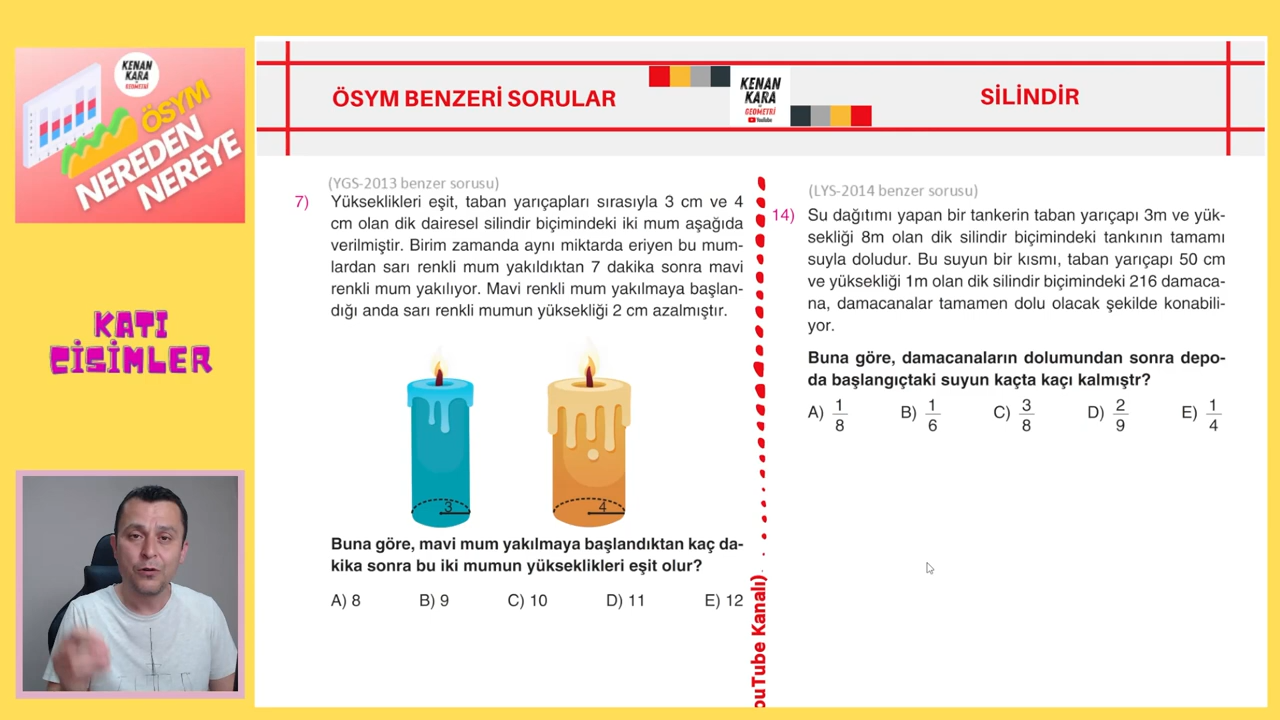 KENAN
KARA
ile
GEOMETRİ
ÖSYM
NEREDEN
NEREYE
KATI
CİSİMLER
ÖSYM BENZERİ SORULAR
KENAN
KARA
ile
GEOMETRİ
YouTube
SİLİNDİR
(YGS-2013 benzer sorusu)
7) Yükseklikleri eşit, taban yarıçapları sırasıyla 3 cm ve 4
cm olan dik dairesel silindir biçimindeki iki mum aşağıda
verilmiştir. Birim zamanda aynı miktarda eriyen bu mum-
lardan sarı renkli mum yakıldıktan 7 dakika sonra mavi
renkli mum yakılıyor. Mavi renkli mum yakılmaya başlan-
dığı anda sarı renkli mumun yüksekliği 2 cm azalmıştır.
3
4
Buna göre, mavi mum yakılmaya başlandıktan kaç da-
kika sonra bu iki mumun yükseklikleri eşit olur?
A) 8 B) 9 C) 10 D) 11 E) 12
ouTube Kanalı)
(LYS-2014 benzer sorusu)
14) Su dağıtımı yapan bir tankerin taban yarıçapı 3m ve yük-
sekliği 8m olan dik silindir biçimindeki tankının tamamı
suyla doludur. Bu suyun bir kısmı, taban yarıçapı 50 cm
ve yüksekliği 1m olan dik silindir biçimindeki 216 damaca-
na, damacanalar tamamen dolu olacak şekilde konabili-
yor.
Buna göre, damacanaların dolumundan sonra depo-
da başlangıçtaki suyun kaçta kaçı kalmıştr?
A) 1/8 B) 1/6 C) 3/8 D) 2/9 E) 1/4